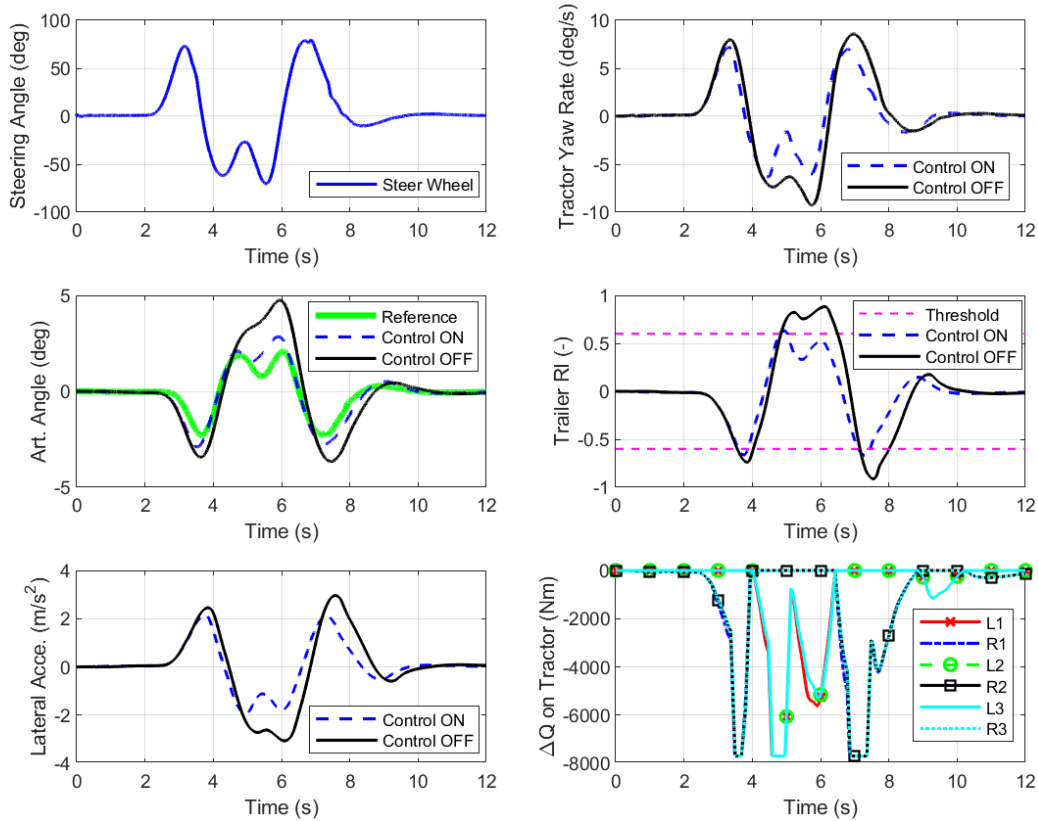 100
50
0
-50
-100
Steering Angle (deg)
Steer Wheel
0 2 4 6 8 10 12
Time (s)
10
5
0
-5
-10
Tractor Yaw Rate (deg/s)
Control ON
Control OFF
0 2 4 6 8 10 12
Time (s)
5
0
-5
Art. Angle (deg)
Reference
Control ON
Control OFF
0 2 4 6 8 10 12
Time (s)
1
0.5
0
-0.5
-1
Trailer RI (-)
Threshold
Control ON
Control OFF
0 2 4 6 8 10 12
Time (s)
4
2
0
-2
-4
Lateral Acce. (m/s²)
Control ON
Control OFF
0 2 4 6 8 10 12
Time (s)
0
-2000
-4000
-6000
-8000
ΔQ on Tractor (Nm)
L1
R1
L2
R2
L3
R3
0 2 4 6 8 10 12
Time (s)